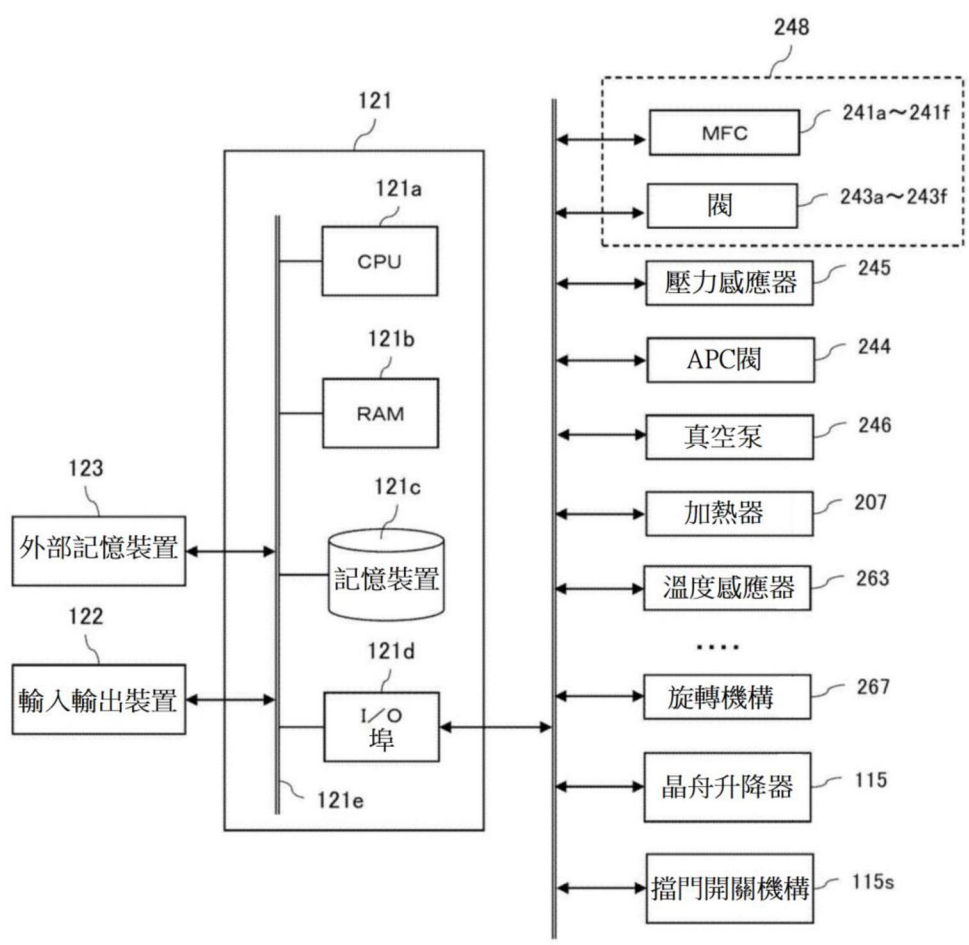 248
MFC
241a～241f
閥
243a～243f
121
121a
CPU
121b
RAM
121c
記憶裝置
121d
I／O
埠
121e
123
外部記憶裝置
122
輸入輸出裝置
壓力感應器
245
APC閥
244
真空泵
246
加熱器
207
溫度感應器
263
‥‥
旋轉機構
267
晶舟升降器
115
擋門開關機構
115s